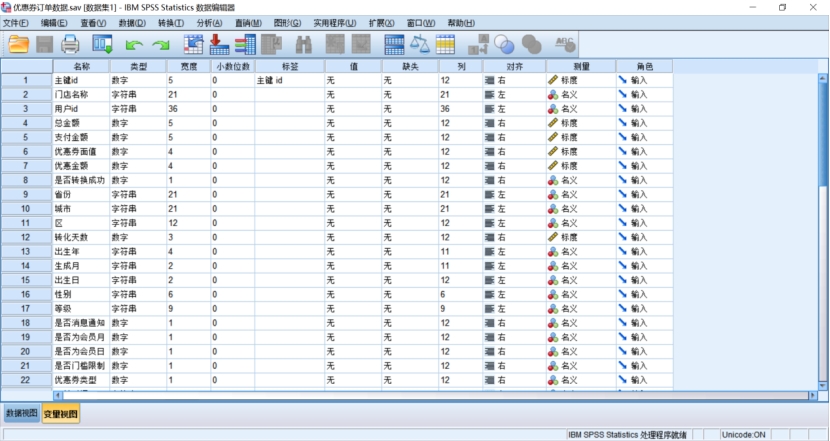 优惠券订单数据.sav [数据集1] - IBM SPSS Statistics 数据编辑器
文件(F) 编辑(E) 查看(V) 数据(D) 转换(T) 分析(A) 直销(M) 图形(G) 实用程序(U) 扩展(O) 窗口(W) 帮助(H)
名称 类型 宽度 小数位数 标签 值 缺失 列 对齐 测量 角色
1 主键id 数字 5 0 主键 id 无 无 12 右 标度 输入
2 门店名称 字符串 21 0 无 无 21 左 名义 输入
3 用户id 字符串 36 0 无 无 36 左 名义 输入
4 总金额 数字 5 0 无 无 12 右 标度 输入
5 支付金额 数字 5 0 无 无 12 右 标度 输入
6 优惠券面值 数字 4 0 无 无 12 右 标度 输入
7 优惠金额 数字 4 0 无 无 12 右 标度 输入
8 是否转换成功 数字 1 0 无 无 12 右 名义 输入
9 省份 字符串 21 0 无 无 21 左 名义 输入
10 城市 字符串 21 0 无 无 21 左 名义 输入
11 区 字符串 12 0 无 无 12 左 名义 输入
12 转化天数 数字 3 0 无 无 12 右 标度 输入
13 出生年 字符串 4 0 无 无 11 左 名义 输入
14 生成月 字符串 2 0 无 无 11 左 名义 输入
15 出生日 字符串 2 0 无 无 12 左 名义 输入
16 性别 字符串 6 0 无 无 6 左 名义 输入
17 等级 字符串 9 0 无 无 9 左 名义 输入
18 是否消息通知 数字 1 0 无 无 12 右 名义 输入
19 是否为会员月 数字 1 0 无 无 12 右 名义 输入
20 是否为会员日 数字 1 0 无 无 12 右 名义 输入
21 是否门槛限制 数字 1 0 无 无 12 右 名义 输入
22 优惠券类型 数字 1 0 无 无 12 右 名义 输入
数据视图 变量视图
IBM SPSS Statistics 处理程序就绪 Unicode:ON